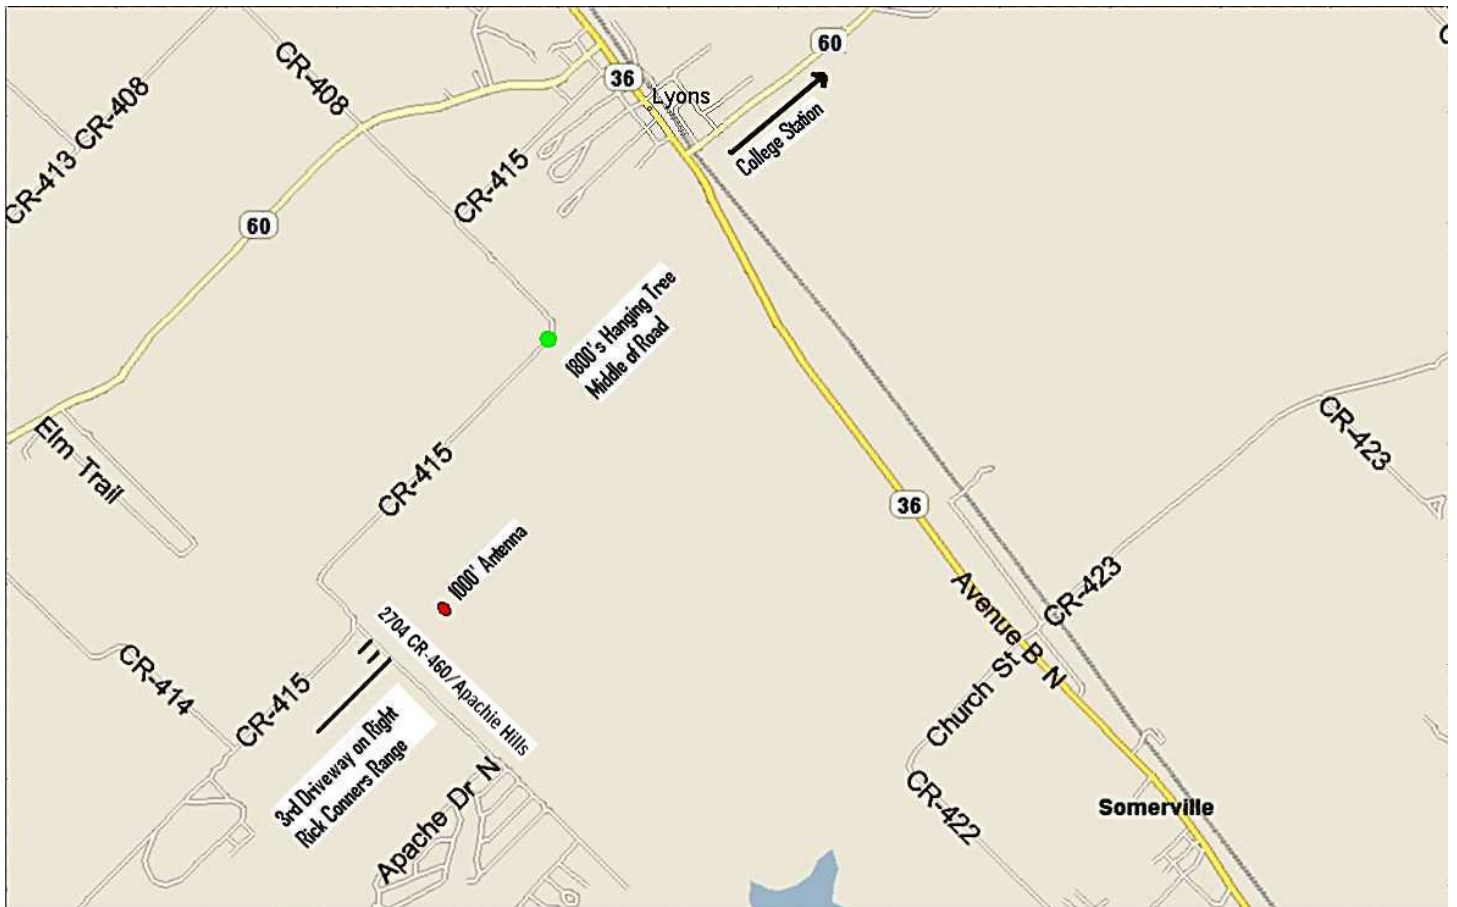 60
CR-408
36
Lyons
CR-408
College Station
CR-413
CR-415
60
1800's Hanging Tree
Middle of Road
CR-423
Elm Trail
CR-415
36
1000' Antenna
Avenue B N
CR-423
2704 CR-460/Apachie Hills
CR-414
Church St
CR-415
3rd Driveway on Right
Rick Conners Range
Apache Dr N
CR-422
Somerville